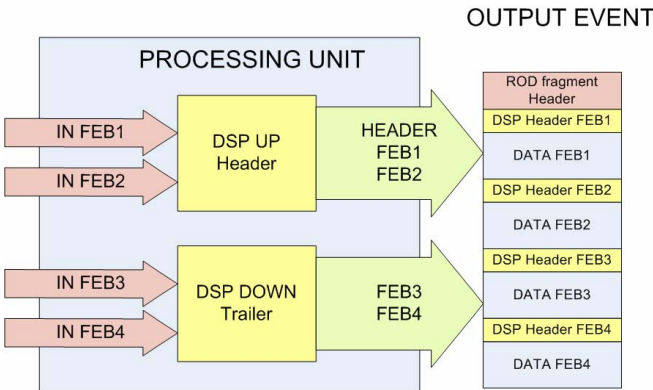 OUTPUT EVENT
PROCESSING UNIT
IN FEB1
IN FEB2
DSP UP
Header
HEADER
FEB1
FEB2
IN FEB3
IN FEB4
DSP DOWN
Trailer
FEB3
FEB4
ROD fragment
Header
DSP Header FEB1
DATA FEB1
DSP Header FEB2
DATA FEB2
DSP Header FEB3
DATA FEB3
DSP Header FEB4
DATA FEB4